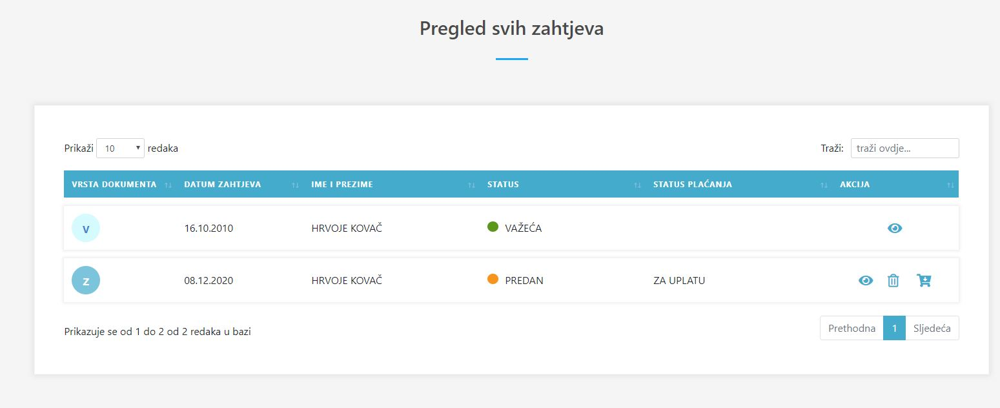 Pregled svih zahtjeva
Prikaži 10 redaka Traži: traži ovdje...
VRSTA DOKUMENTA DATUM ZAHTJEVA IME I PREZIME STATUS STATUS PLAĆANJA AKCIJA
V 16.10.2010 HRVOJE KOVAČ VAŽEĆA
Z 08.12.2020 HRVOJE KOVAČ PREDAN ZA UPLATU
Prikazuje se od 1 do 2 od 2 redaka u bazi Prethodna 1 Sljedeća